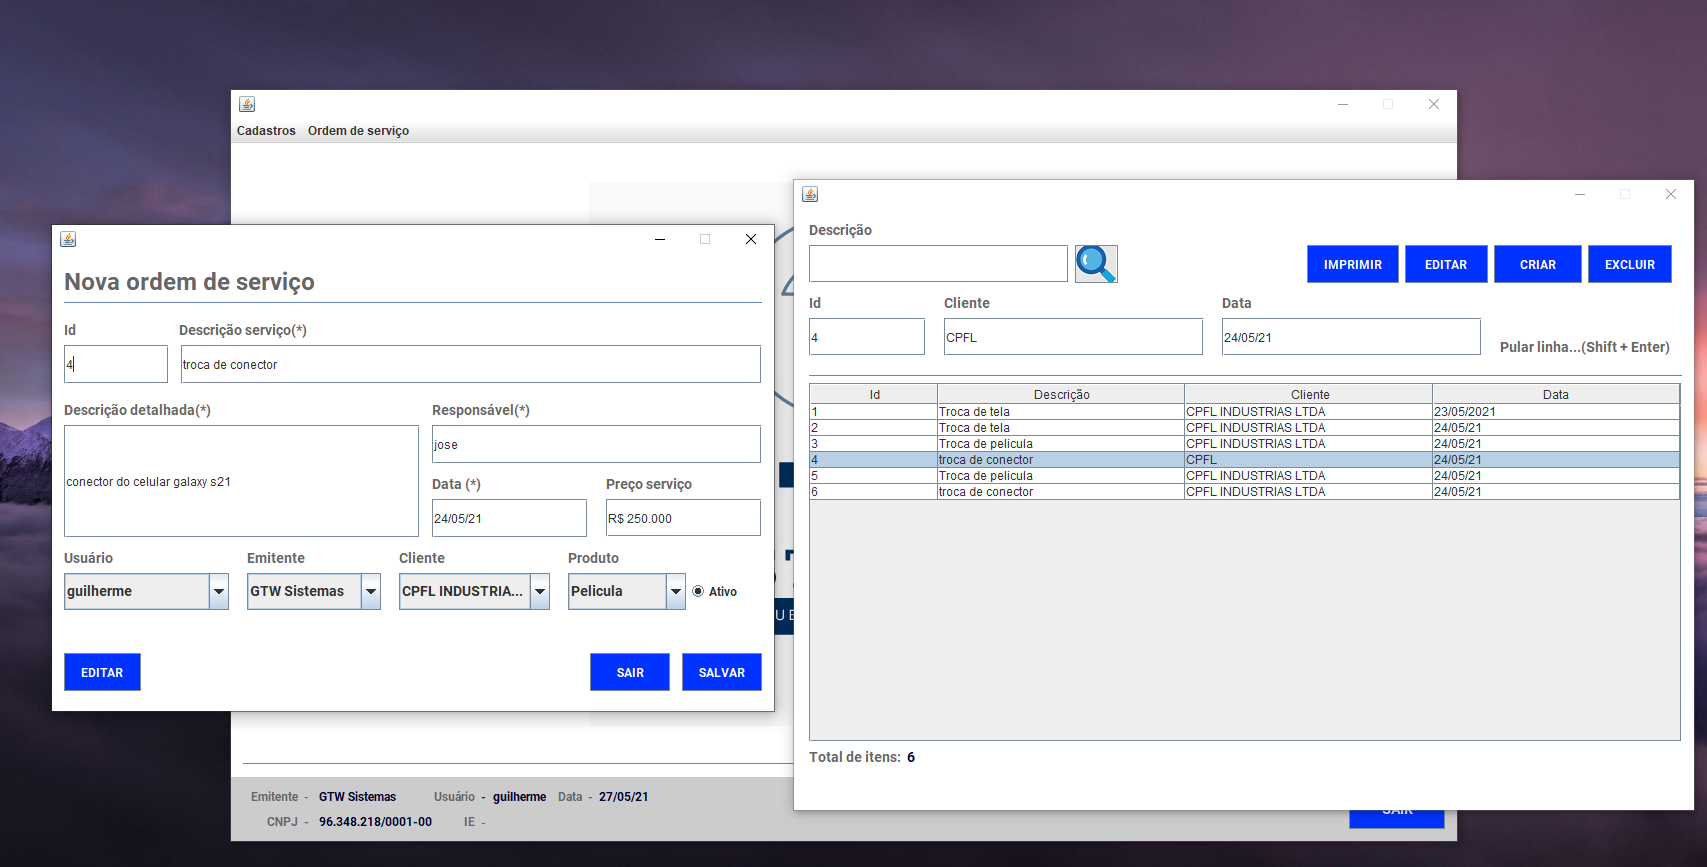 Cadastros Ordem de serviço
Nova ordem de serviço
Id Descrição serviço(*)
4 troca de conector
Descrição detalhada(*) Responsável(*)
conector do celular galaxy s21
jose
Data (*) Preço serviço
24/05/21 R$ 250.000
Usuário Emitente Cliente Produto
guilherme GTW Sistemas CPFL INDUSTRIA... Pelicula Ativo
EDITAR SAIR SALVAR
Descrição
IMPRIMIR EDITAR CRIAR EXCLUIR
Id Cliente Data
4 CPFL 24/05/21
Pular linha...(Shift + Enter)
Id Descrição Cliente Data
1 Troca de tela CPFL INDUSTRIAS LTDA 23/05/2021
2 Troca de tela CPFL INDUSTRIAS LTDA 24/05/21
3 Troca de pelicula CPFL INDUSTRIAS LTDA 24/05/21
4 troca de conector CPFL 24/05/21
5 Troca de pelicula CPFL INDUSTRIAS LTDA 24/05/21
6 troca de conector CPFL INDUSTRIAS LTDA 24/05/21
Total de itens: 6
Emitente - GTW Sistemas Usuário - guilherme Data - 27/05/21
CNPJ - 96.348.218/0001-00 IE -
SAIR